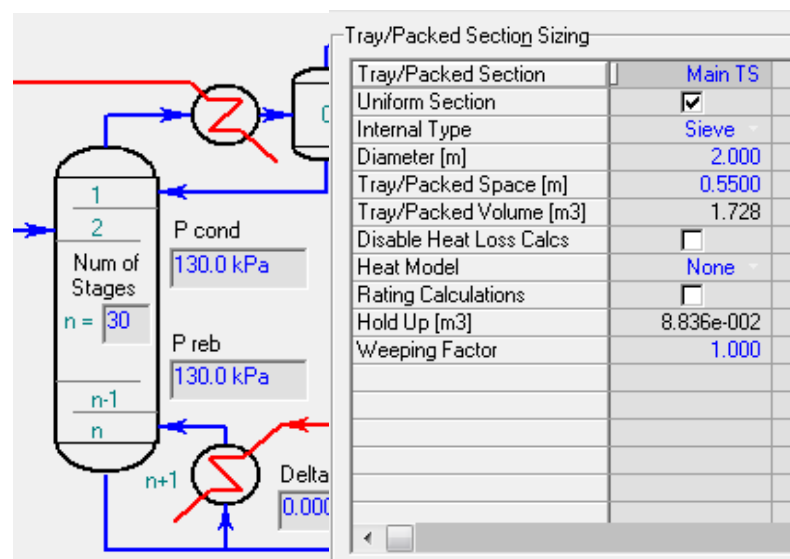 1
2
Num of
Stages
n = 30
n-1
n
n+1
P cond
130.0 kPa
P reb
130.0 kPa
Delta
0.000
Tray/Packed Section Sizing
Tray/Packed Section Main TS
Uniform Section
Internal Type Sieve
Diameter [m] 2.000
Tray/Packed Space [m] 0.5500
Tray/Packed Volume [m3] 1.728
Disable Heat Loss Calcs
Heat Model None
Rating Calculations
Hold Up [m3] 8.836e-002
Weeping Factor 1.000